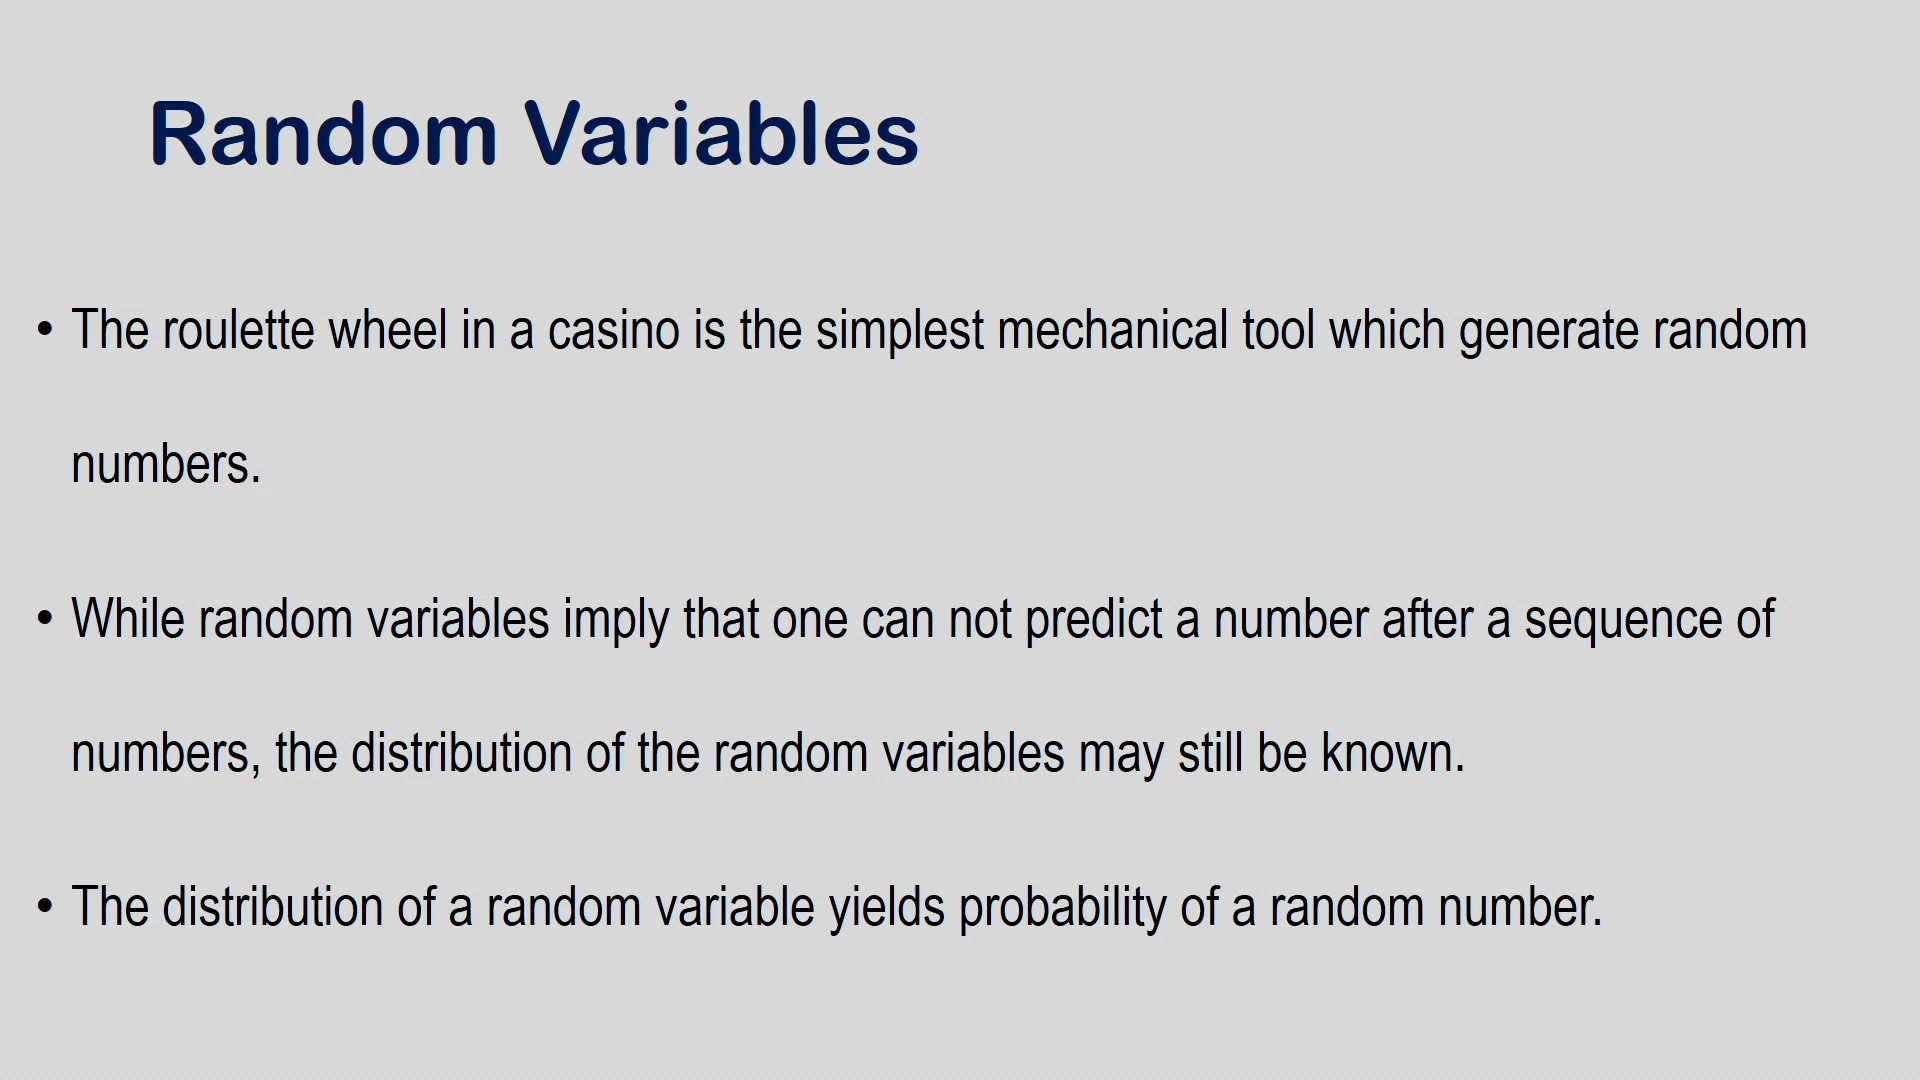 Random Variables
• The roulette wheel in a casino is the simplest mechanical tool which generate random
numbers.
• While random variables imply that one can not predict a number after a sequence of
numbers, the distribution of the random variables may still be known.
• The distribution of a random variable yields probability of a random number.